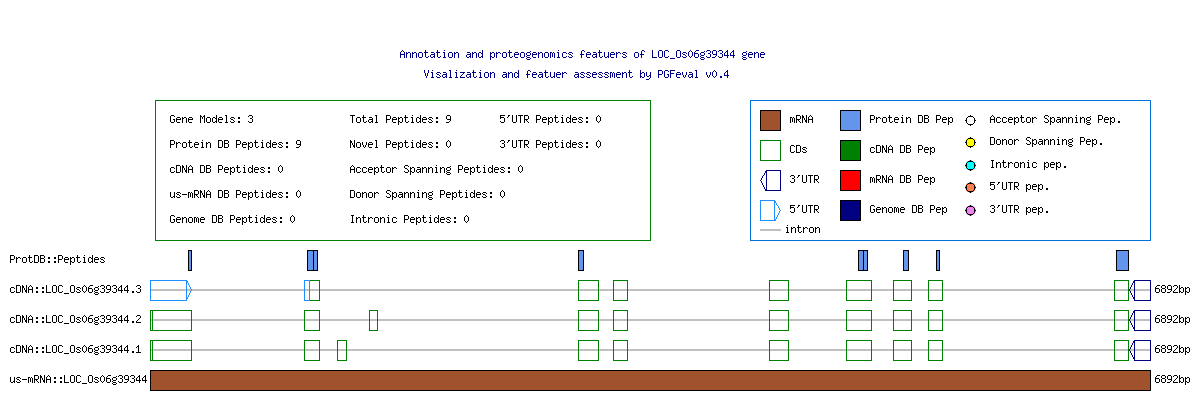 Annotation and proteogenomics featuers of LOC_Os06g39344 gene
Visalization and featuer assessment by PGFeval v0.4
Gene Models: 3 Total Peptides: 9 5'UTR Peptides: 0
Protein DB Peptides: 9 Novel Peptides: 0 3'UTR Peptides: 0
cDNA DB Peptides: 0 Acceptor Spanning Peptides: 0
us-mRNA DB Peptides: 0 Donor Spanning Peptides: 0
Genome DB Peptides: 0 Intronic Peptides: 0
mRNA Protein DB Pep Acceptor Spanning Pep.
CDs cDNA DB Pep Donor Spanning Pep.
3'UTR mRNA DB Pep Intronic pep.
5'UTR Genome DB Pep 5'UTR pep.
intron 3'UTR pep.
ProtDB::Peptides
cDNA::LOC_Os06g39344.3 6892bp
cDNA::LOC_Os06g39344.2 6892bp
cDNA::LOC_Os06g39344.1 6892bp
us-mRNA::LOC_Os06g39344 6892bp